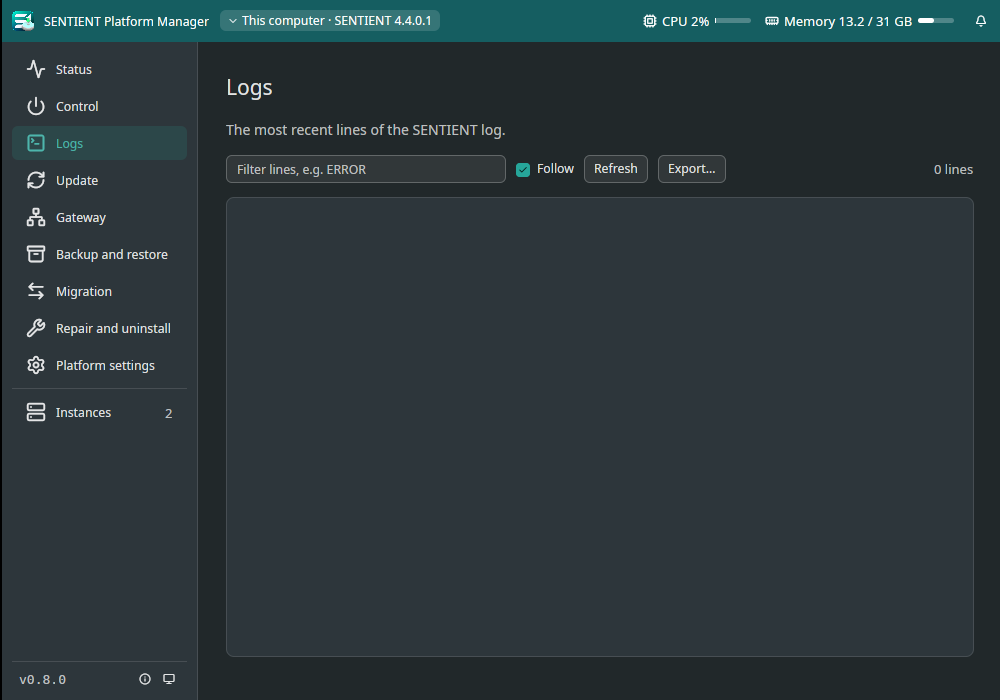 SENTIENT Platform Manager
This computer · SENTIENT 4.4.0.1
CPU 2%
Memory 13.2 / 31 GB
Status
Control
Logs
Update
Gateway
Backup and restore
Migration
Repair and uninstall
Platform settings
Instances 2
v0.8.0
Logs
The most recent lines of the SENTIENT log.
Filter lines, e.g. ERROR
Follow
Refresh
Export...
0 lines